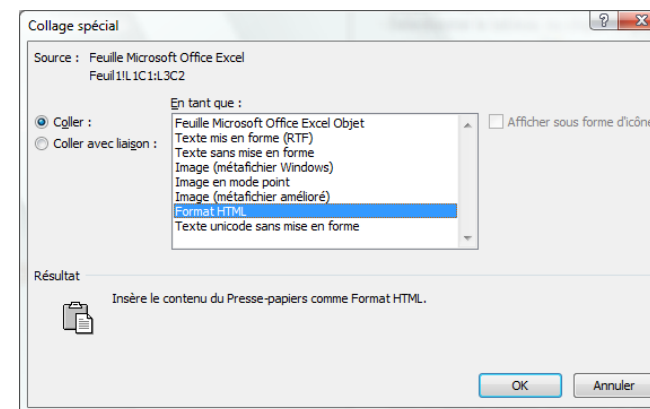 Collage spécial
Source : Feuille Microsoft Office Excel
Feuil1!L1C1:L3C2
En tant que :
Coller :
Coller avec liaison :
Feuille Microsoft Office Excel Objet
Texte mis en forme (RTF)
Texte sans mise en forme
Image (métafichier Windows)
Image en mode point
Image (métafichier amélioré)
Format HTML
Texte unicode sans mise en forme
Afficher sous forme d'icône
Résultat
Insère le contenu du Presse-papiers comme Format HTML.
OK
Annuler